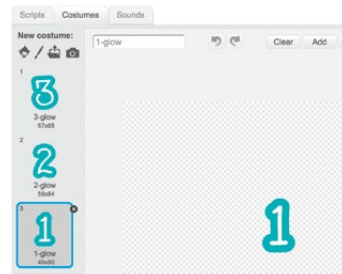 Scripts Costumes Sounds
New costume:
1-glow
Clear Add
1
3
3-glow
67x85
2
2
2-glow
58x84
3
1
1-glow
40x80
1